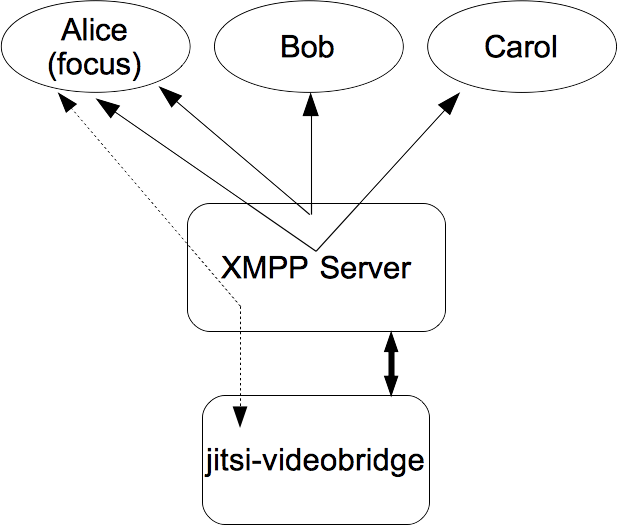 Alice
(focus)
Bob
Carol
XMPP Server
jitsi-videobridge